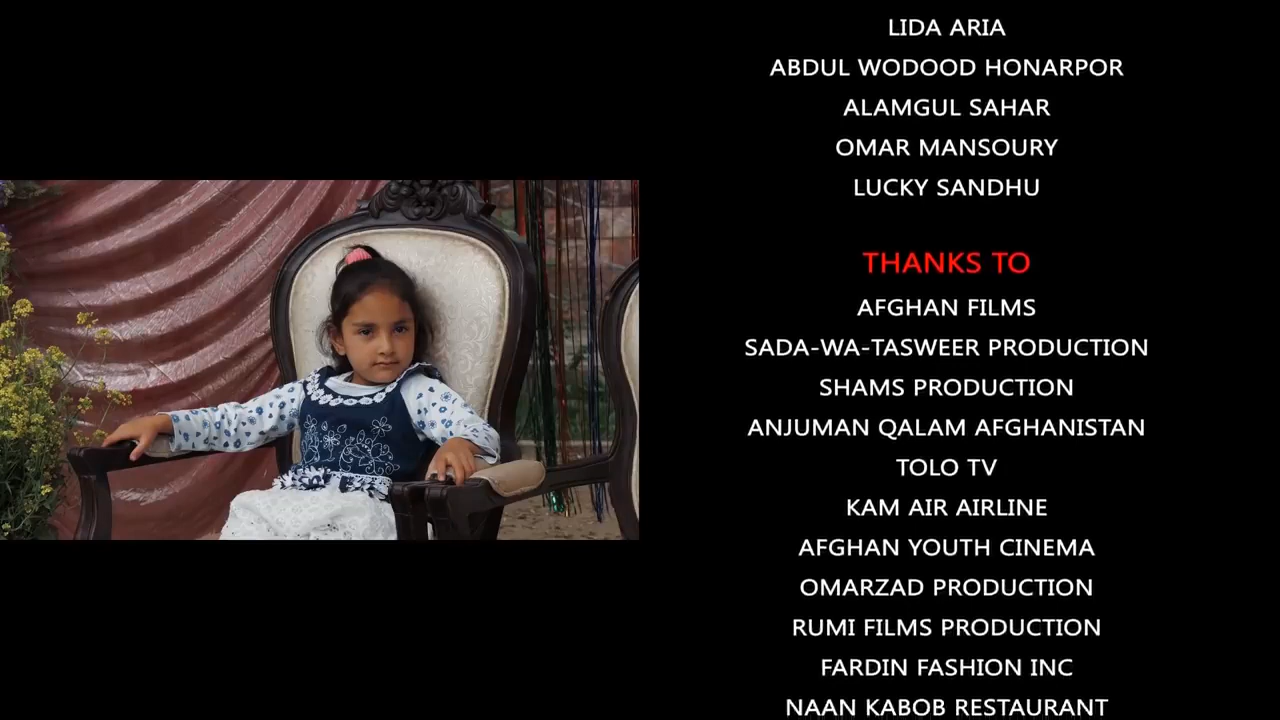 LIDA ARIA
ABDUL WODOOD HONARPOR
ALAMGUL SAHAR
OMAR MANSOURY
LUCKY SANDHU
THANKS TO
AFGHAN FILMS
SADA-WA-TASWEER PRODUCTION
SHAMS PRODUCTION
ANJUMAN QALAM AFGHANISTAN
TOLO TV
KAM AIR AIRLINE
AFGHAN YOUTH CINEMA
OMARZAD PRODUCTION
RUMI FILMS PRODUCTION
FARDIN FASHION INC
NAAN KABOB RESTAURANT